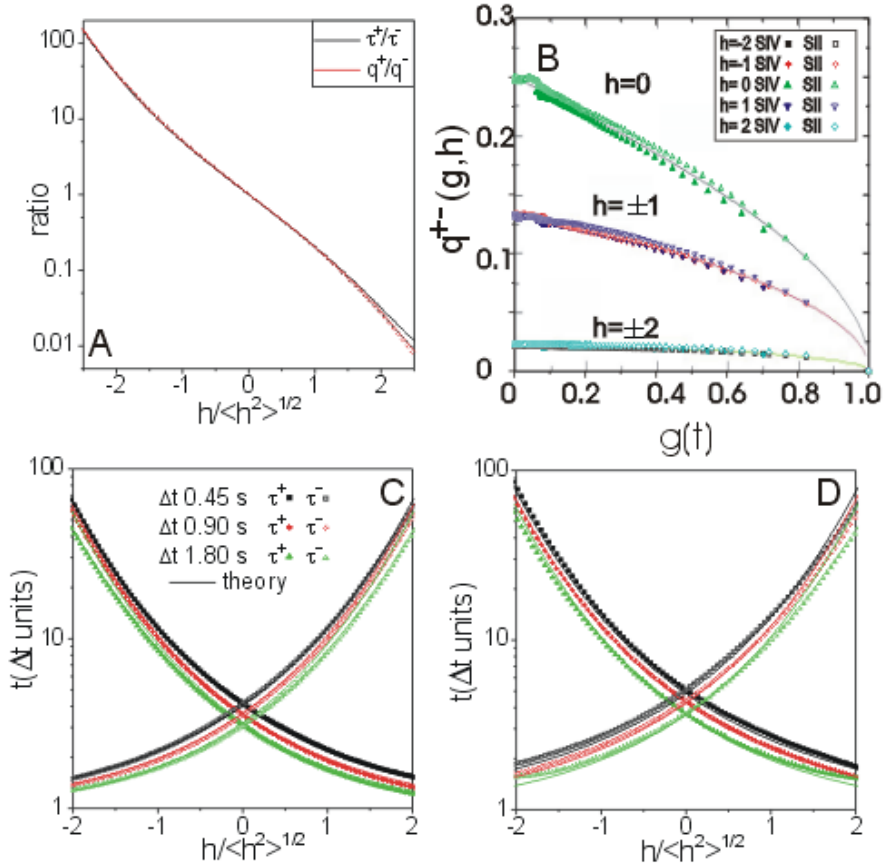 100
10
1
0.1
0.01
ratio
τ⁺/τ⁻
q⁺/q⁻
A
-2 -1 0 1 2
h/<h²>^1/2
0.3
0.2
0.1
0
q⁺⁻(g,h)
B
h=-2 SIV ■ SII □
h=-1 SIV SII
h= 0 SIV ▲ SII △
h= 1 SIV ▼ SII ▽
h= 2 SIV ◆ SII ◇
h=0
h=±1
h=±2
0 0.2 0.4 0.6 0.8 1.0
g(t)
100
10
1
t(Δt units)
C
Δt 0.45 s τ⁺ τ⁻
Δt 0.90 s τ⁺ τ⁻
Δt 1.80 s τ⁺ τ⁻
theory
-2 -1 0 1 2
h/<h²>^1/2
100
10
1
t(Δt units)
D
-2 -1 0 1 2
h/<h²>^1/2